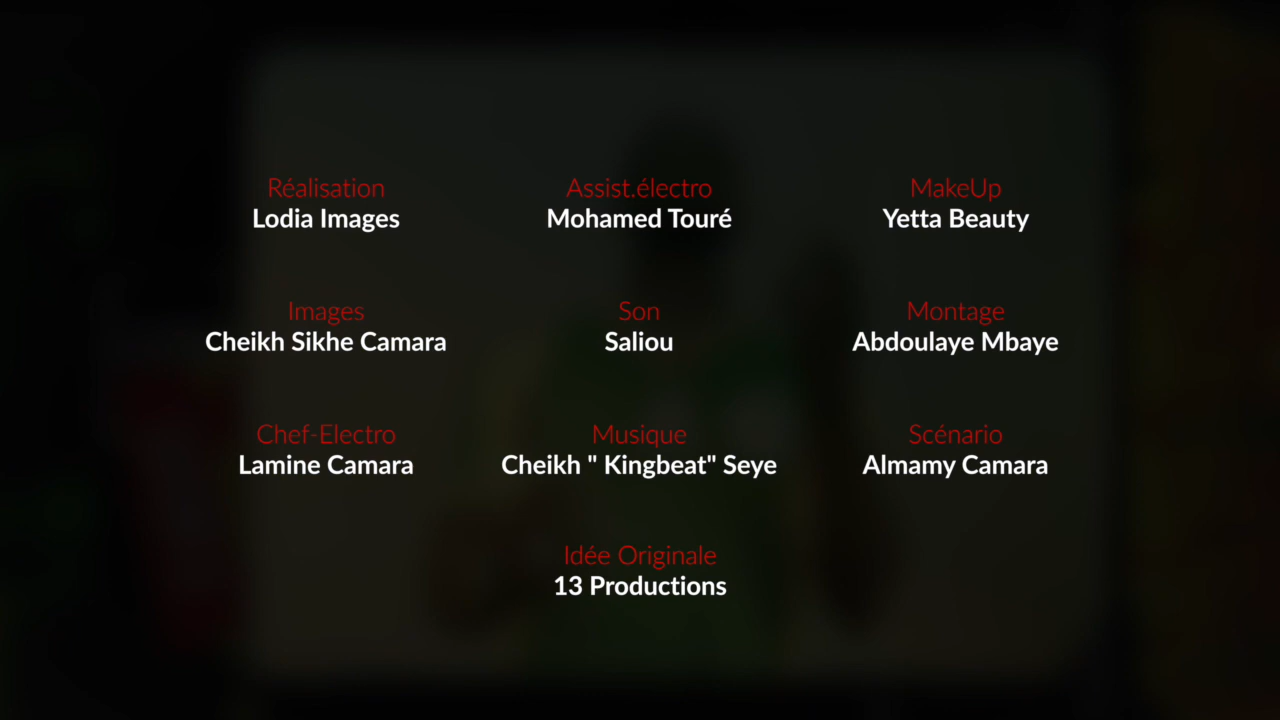 Réalisation
Lodia Images
Assist.électro
Mohamed Touré
MakeUp
Yetta Beauty
Images
Cheikh Sikhe Camara
Son
Saliou
Montage
Abdoulaye Mbaye
Chef-Electro
Lamine Camara
Musique
Cheikh " Kingbeat" Seye
Scénario
Almamy Camara
Idée Originale
13 Productions